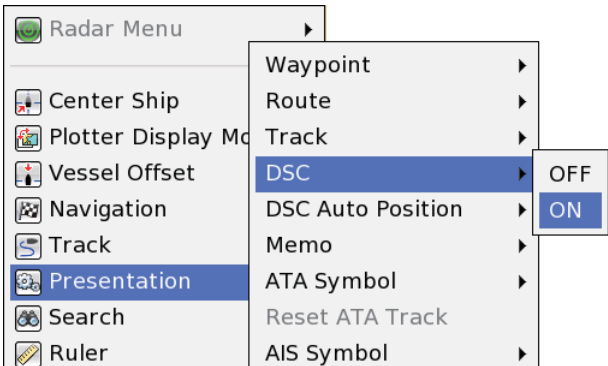 Radar Menu
Center Ship
Plotter Display Mo
Vessel Offset
Navigation
Track
Presentation
Search
Ruler
Waypoint
Route
Track
DSC
DSC Auto Position
Memo
ATA Symbol
Reset ATA Track
AIS Symbol
OFF
ON